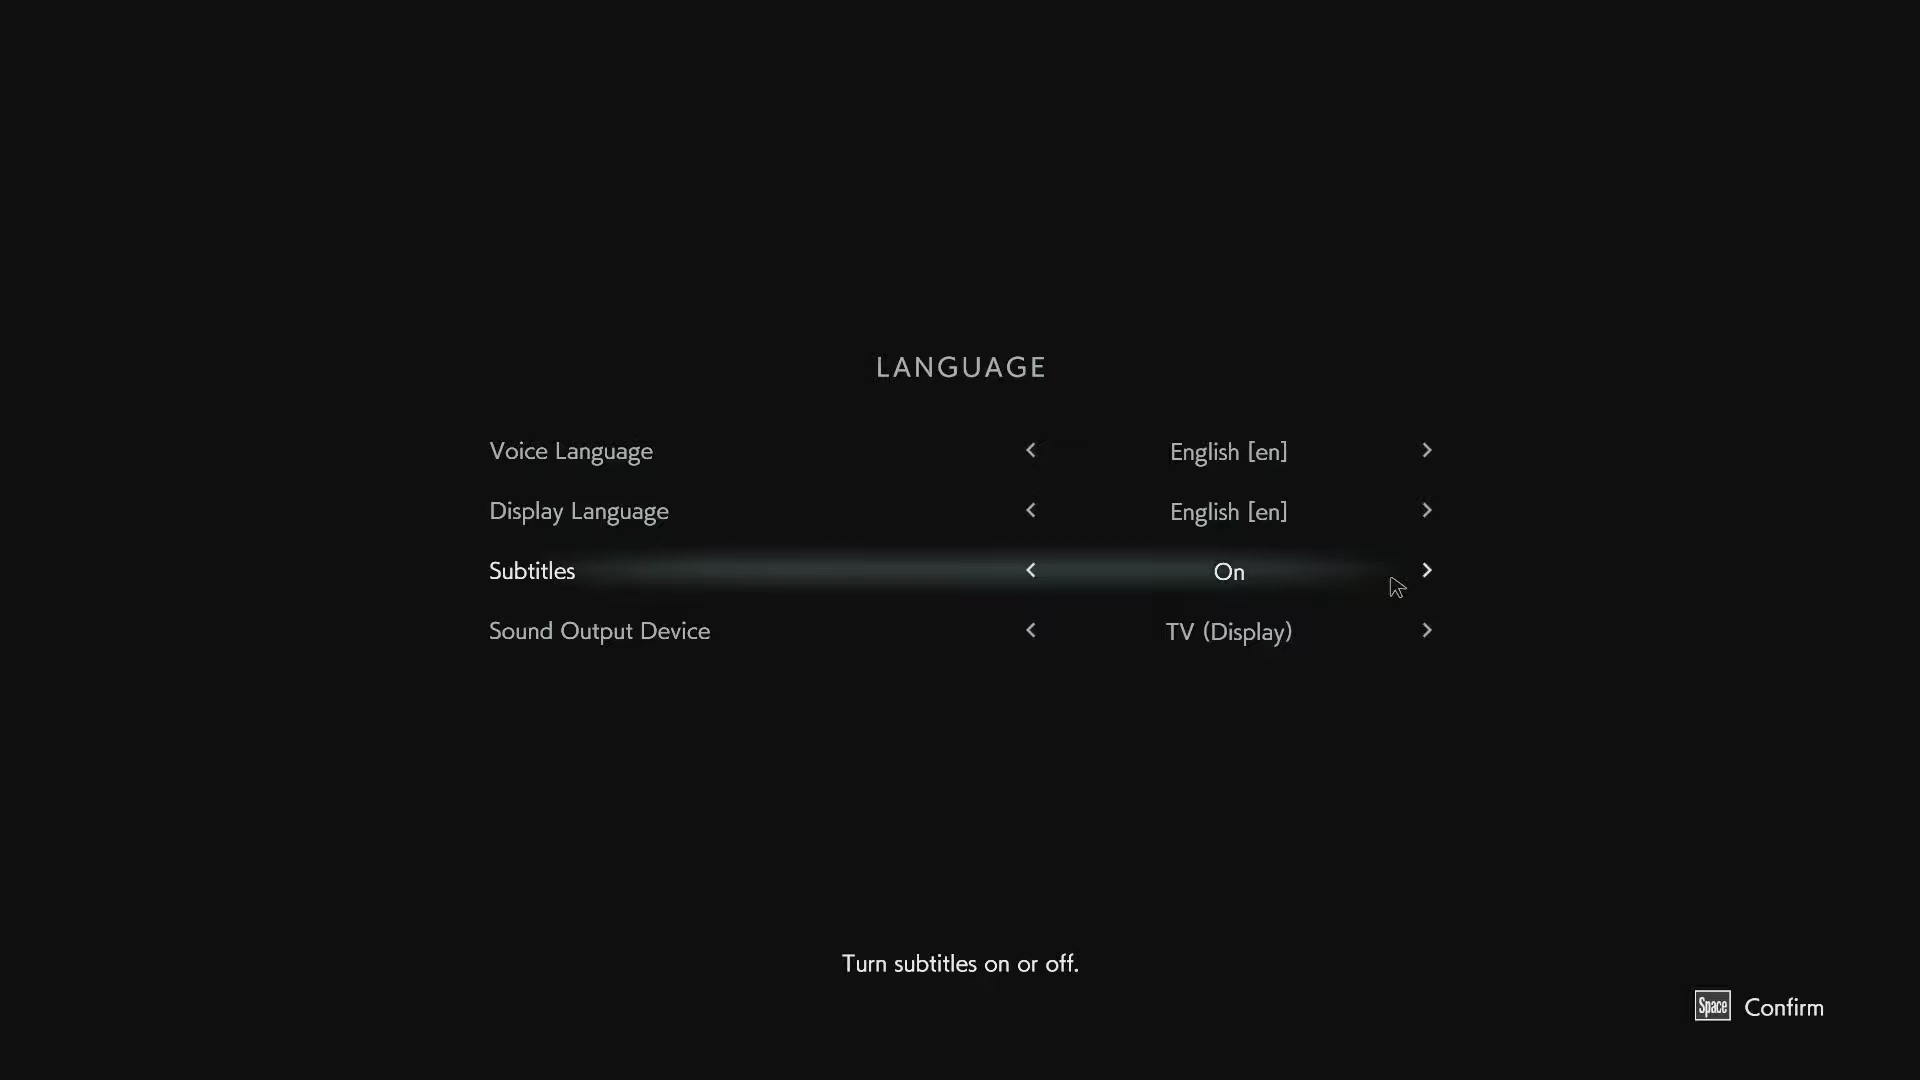 LANGUAGE
Voice Language < English [en] >
Display Language < English [en] >
Subtitles < On >
Sound Output Device < TV (Display) >
Turn subtitles on or off.
Space Confirm